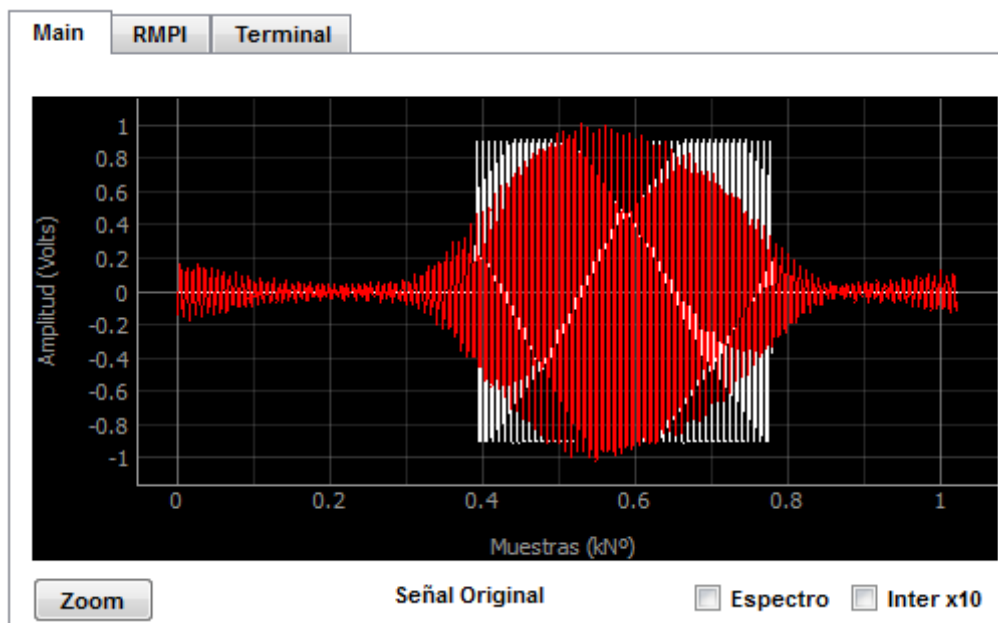 Main RMPI Terminal
Amplitud (Volts)
1
0.8
0.6
0.4
0.2
0
-0.2
-0.4
-0.6
-0.8
-1
0 0.2 0.4 0.6 0.8 1
Muestras (kNº)
Zoom Señal Original Espectro Inter x10